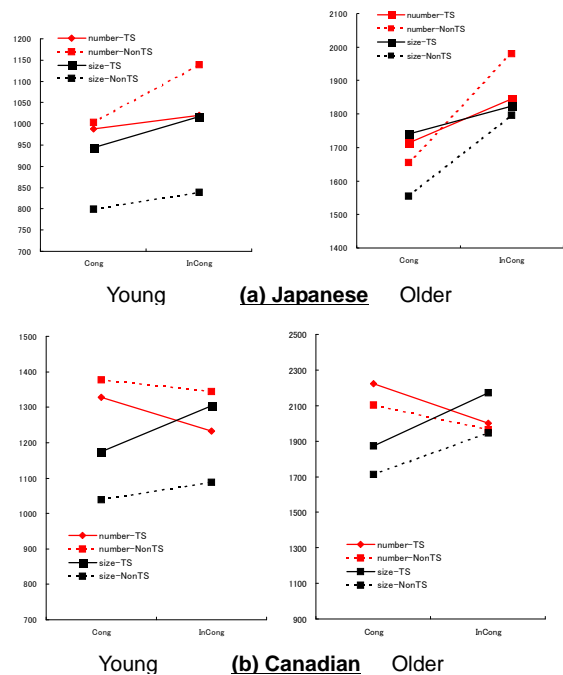 1200
1150
1100
1050
1000
950
900
850
800
750
700
number-TS
number-NonTS
size-TS
size-NonTS
Cong InCong
2100
2000
1900
1800
1700
1600
1500
1400
nuumber-TS
number-NonTS
size-TS
size-NonTS
Cong InCong
Young (a) Japanese Older
1500
1400
1300
1200
1100
1000
900
800
700
number-TS
number-NonTS
size-TS
size-NonTS
Cong InCong
2500
2300
2100
1900
1700
1500
1300
1100
900
number-TS
number-NonTS
size-TS
size-NonTS
Cong InCong
Young (b) Canadian Older